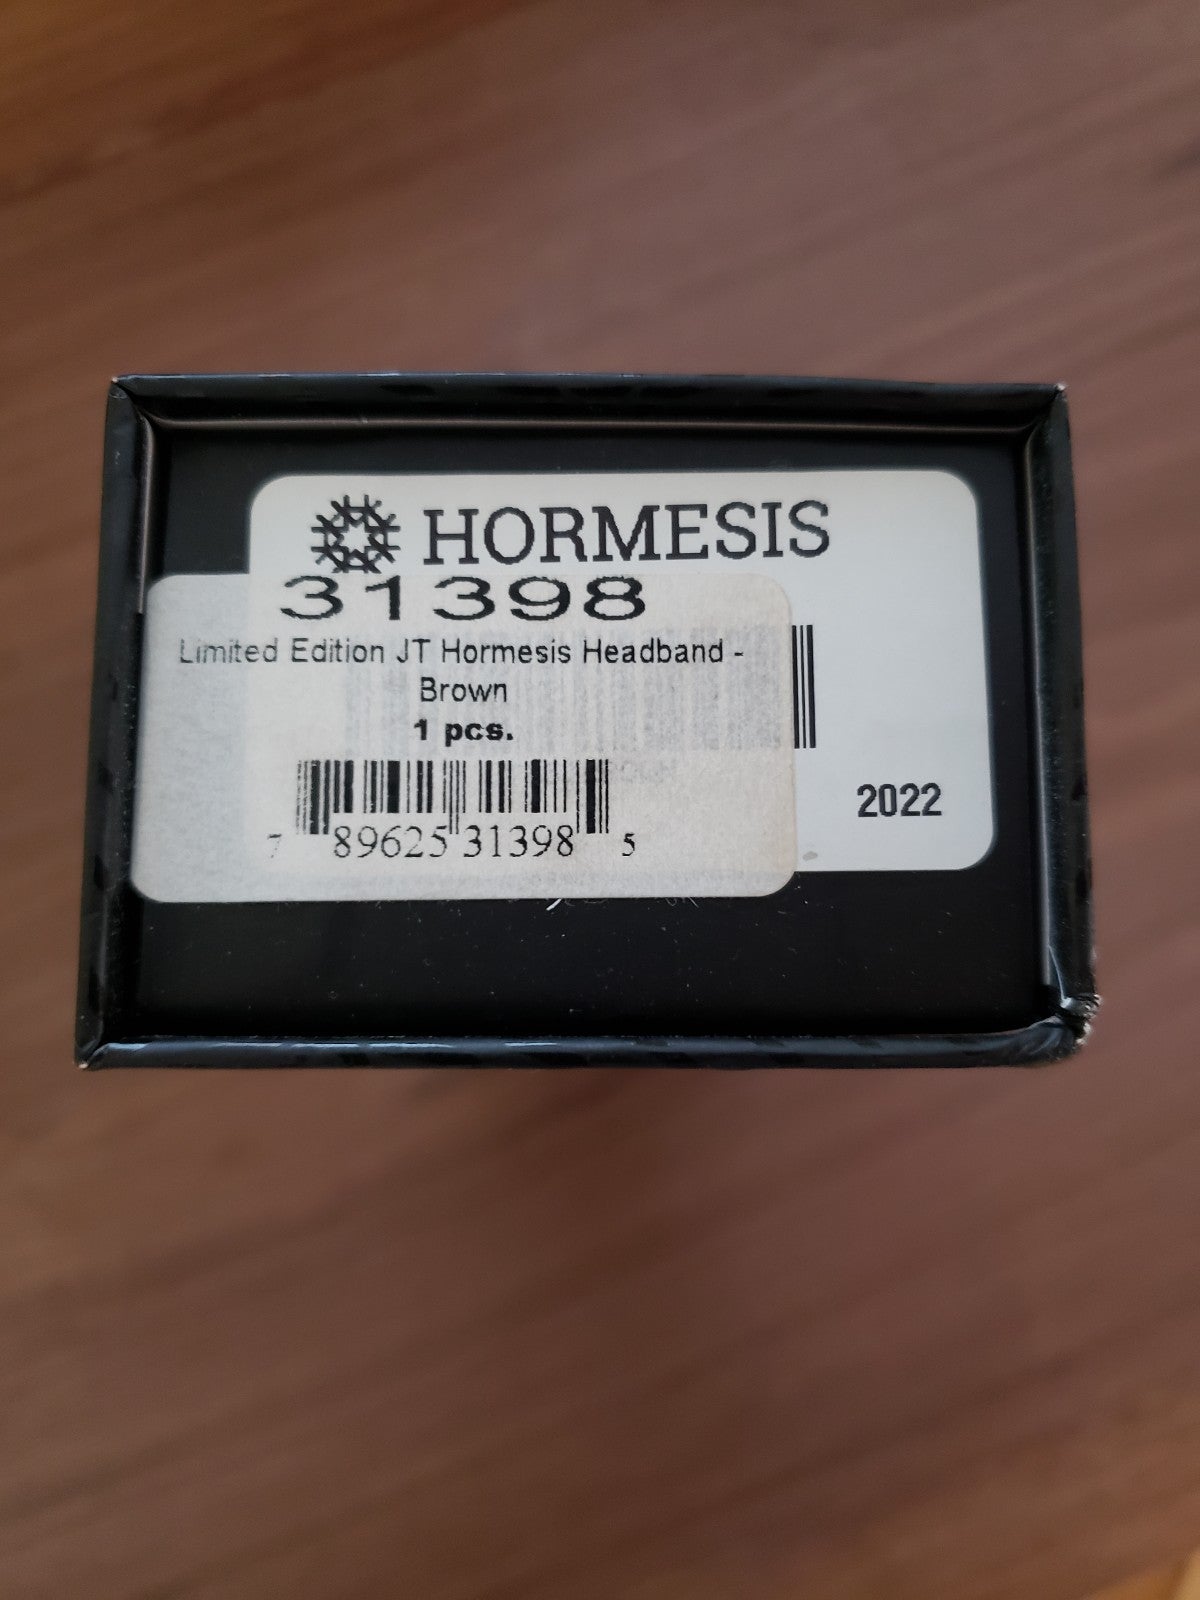 HORMESIS
31398
Limited Edition JT Hormesis Headband -
Brown
1 pcs.
7 89625 31398 5
2022